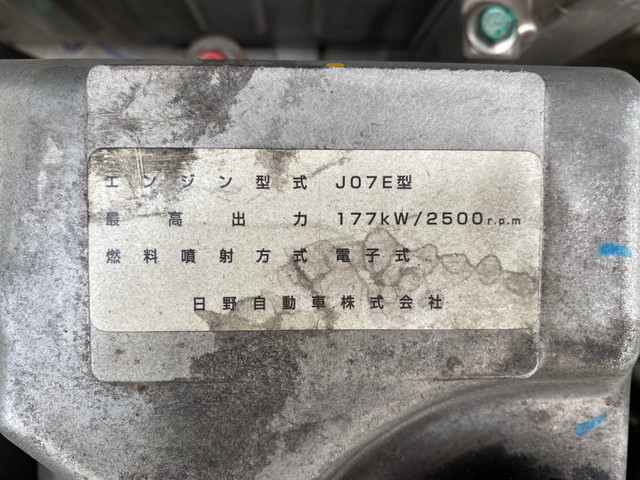 エンジン型式 J07E型
最高出力 177kW/2500r.p.m
燃料噴射方式 電子式
日野自動車株式会社